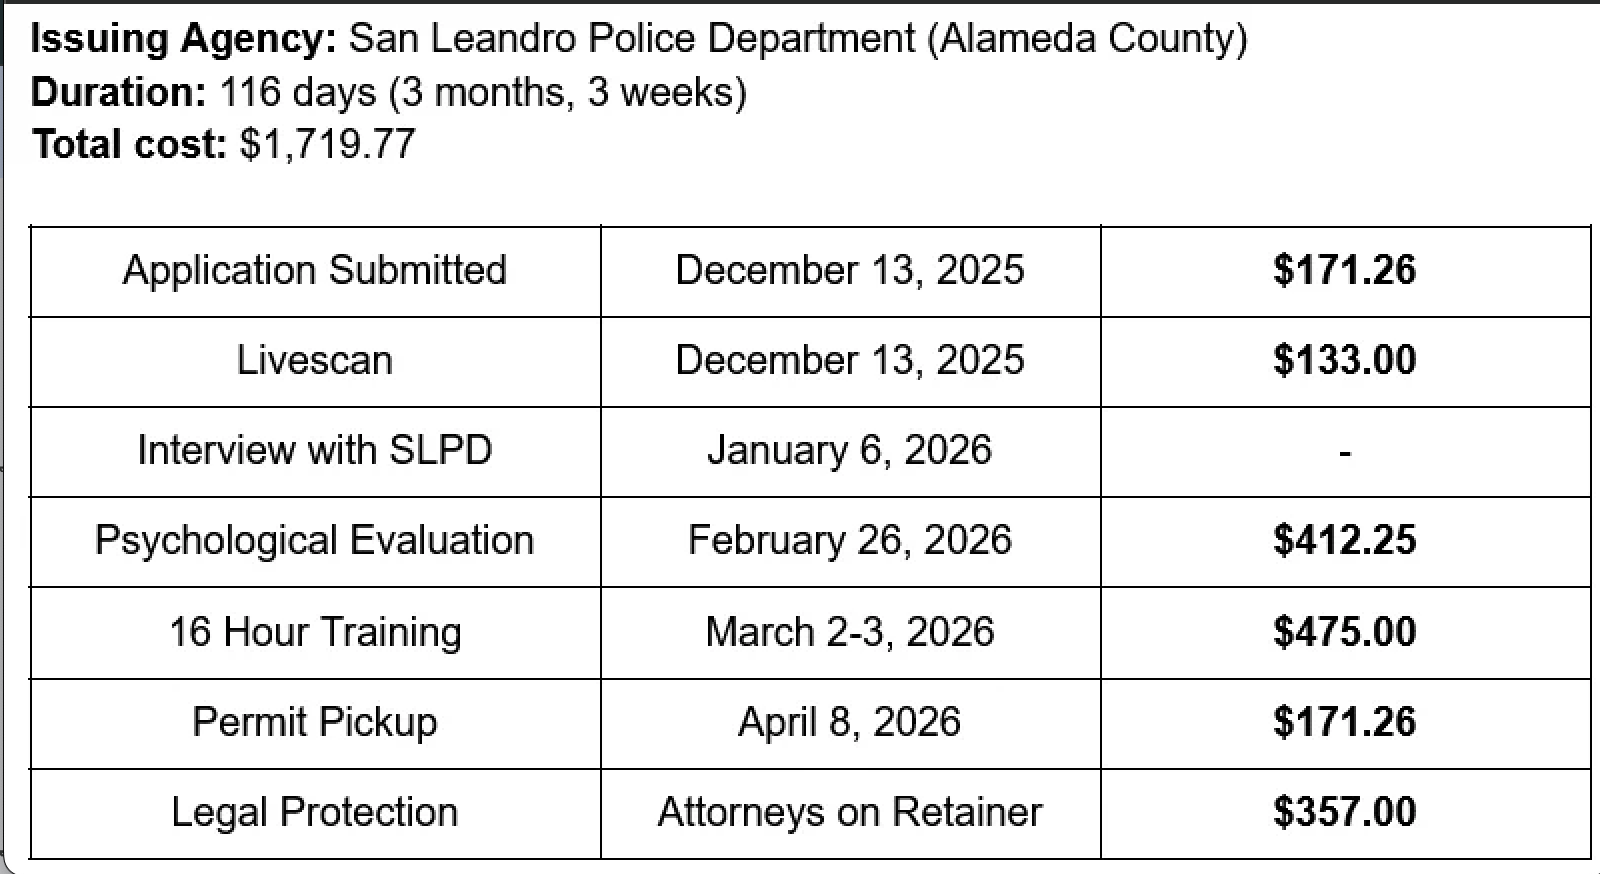 Issuing Agency: San Leandro Police Department (Alameda County)
Duration: 116 days (3 months, 3 weeks)
Total cost: $1,719.77
Application Submitted December 13, 2025 $171.26
Livescan December 13, 2025 $133.00
Interview with SLPD January 6, 2026 -
Psychological Evaluation February 26, 2026 $412.25
16 Hour Training March 2-3, 2026 $475.00
Permit Pickup April 8, 2026 $171.26
Legal Protection Attorneys on Retainer $357.00